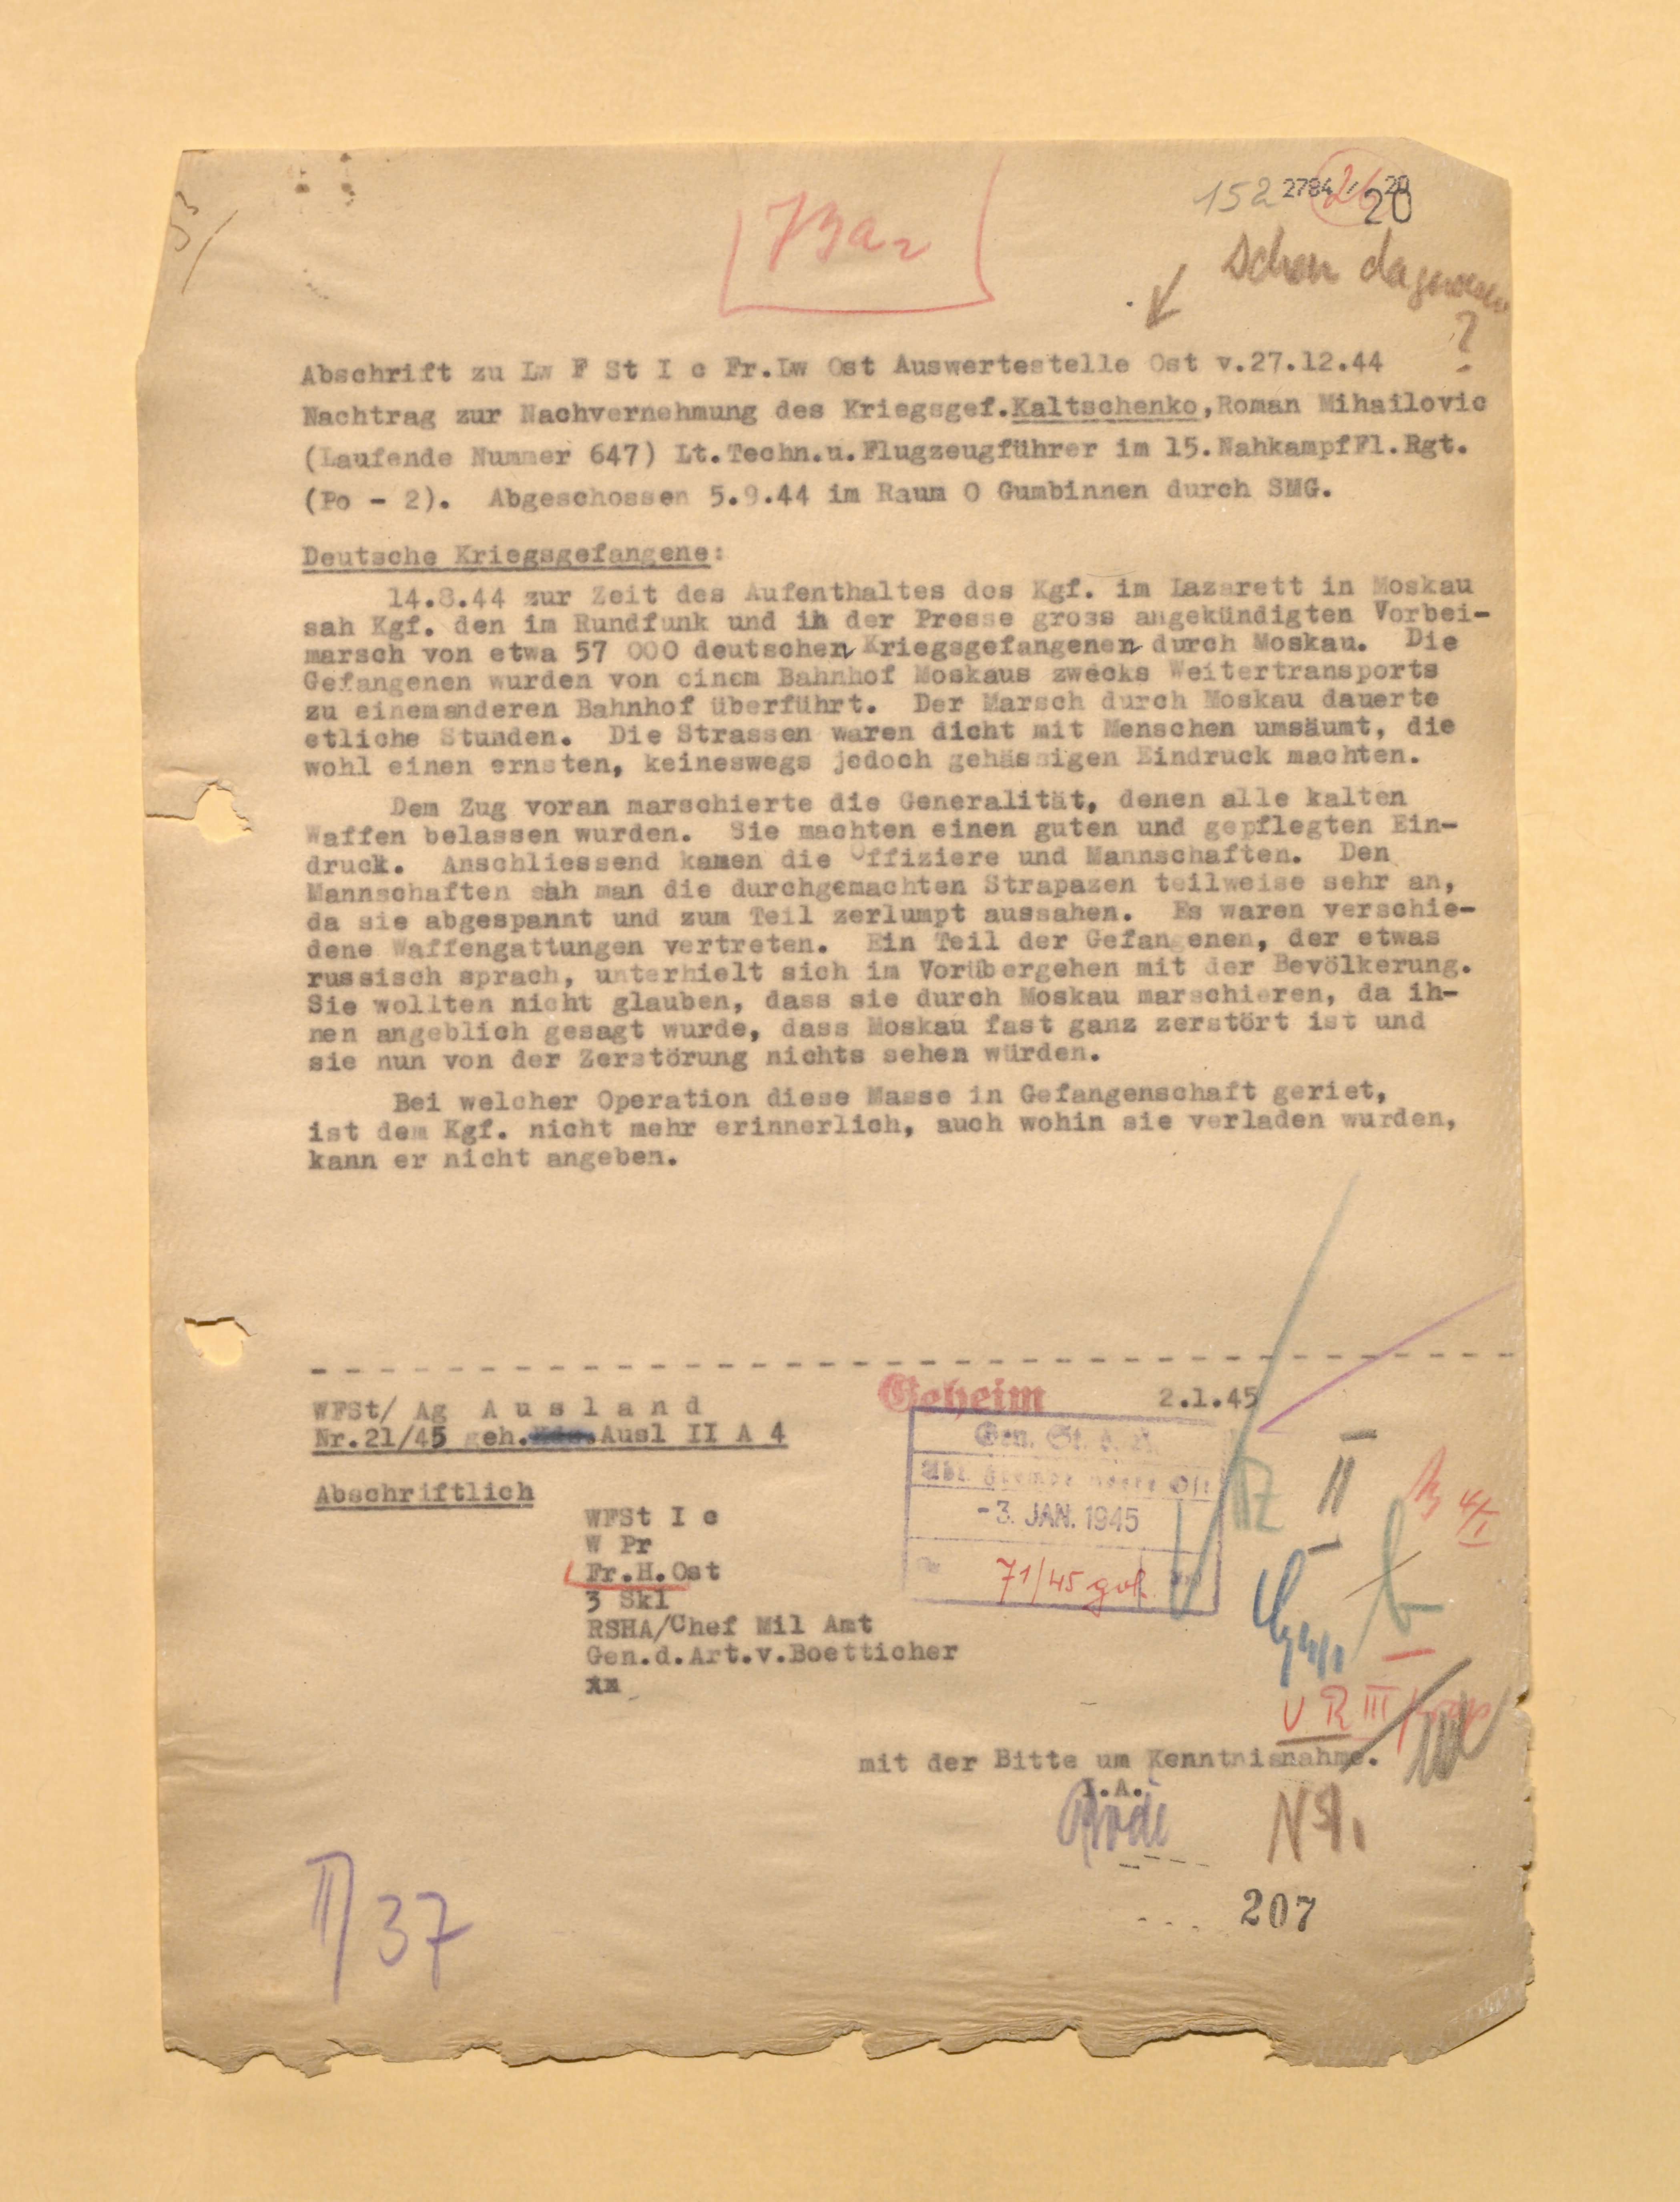 152 2784 26 20
20
schon dagewesen
?
Abschrift zu Lw F St I c Fr.Lw Ost Auswertestelle Ost v.27.12.44
Nachtrag zur Nachvernehmung des Kriegsgef.Kaltschenko,Roman Mihailovic
(Laufende Nummer 647) Lt.Techn.u.Flugzeugführer im 15.NahkampfFl.Rgt.
(Po - 2). Abgeschossen 5.9.44 im Raum O Gumbinnen durch SMG.
Deutsche Kriegsgefangene:
14.8.44 zur Zeit des Aufenthaltes dos Kgf. im Lazarett in Moskau
sah Kgf. den im Rundfunk und in der Presse gross angekündigten Vorbei-
marsch von etwa 57 000 deutschen Kriegsgefangenen durch Moskau. Die
Gefangenen wurden von einem Bahnhof Moskaus zwecks Weitertransports
zu einemanderen Bahnhof überführt. Der Marsch durch Moskau dauerte
etliche Stunden. Die Strassen waren dicht mit Menschen umsäumt, die
wohl einen ernsten, keineswegs jedoch gehässigen Eindruck machten.
Dem Zug voran marschierte die Generalität, denen alle kalten
Waffen belassen wurden. Sie machten einen guten und gepflegten Ein-
druck. Anschliessend kamen die Offiziere und Mannschaften. Den
Mannschaften sah man die durchgemachten Strapazen teilweise sehr an,
da sie abgespannt und zum Teil zerlumpt aussahen. Es waren verschie-
dene Waffengattungen vertreten. Ein Teil der Gefangenen, der etwas
russisch sprach, unterhielt sich im Vorübergehen mit der Bevölkerung.
Sie wollten nicht glauben, dass sie durch Moskau marschieren, da ih-
nen angeblich gesagt wurde, dass Moskau fast ganz zerstört ist und
sie nun von der Zerstörung nichts sehen würden.
Bei welcher Operation diese Masse in Gefangenschaft geriet,
ist dem Kgf. nicht mehr erinnerlich, auch wohin sie verladen wurden,
kann er nicht angeben.
WFSt/ Ag A u s l a n d
Geheim 2.1.45
Nr.21/45 geh. Ausl II A 4
Gen. St. d. H.
Abt. Fremde Heere Ost
-3. JAN. 1945
71/45 geh.
II
4/I
Abschriftlich
WFSt I c
W Pr
Fr.H.Ost
3 Skl
RSHA/Chef Mil Amt
Gen.d.Art.v.Boetticher
V R III
mit der Bitte um Kenntnisnahme.
I.A.
II/37
207